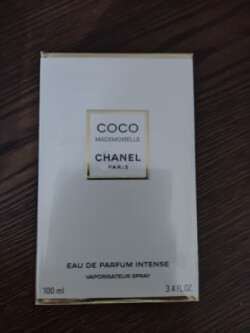 COCO
MADEMOISELLE
CHANEL
PARIS
EAU DE PARFUM INTENSE
VAPORISATEUR SPRAY
100 ml 3.4 FL.OZ.